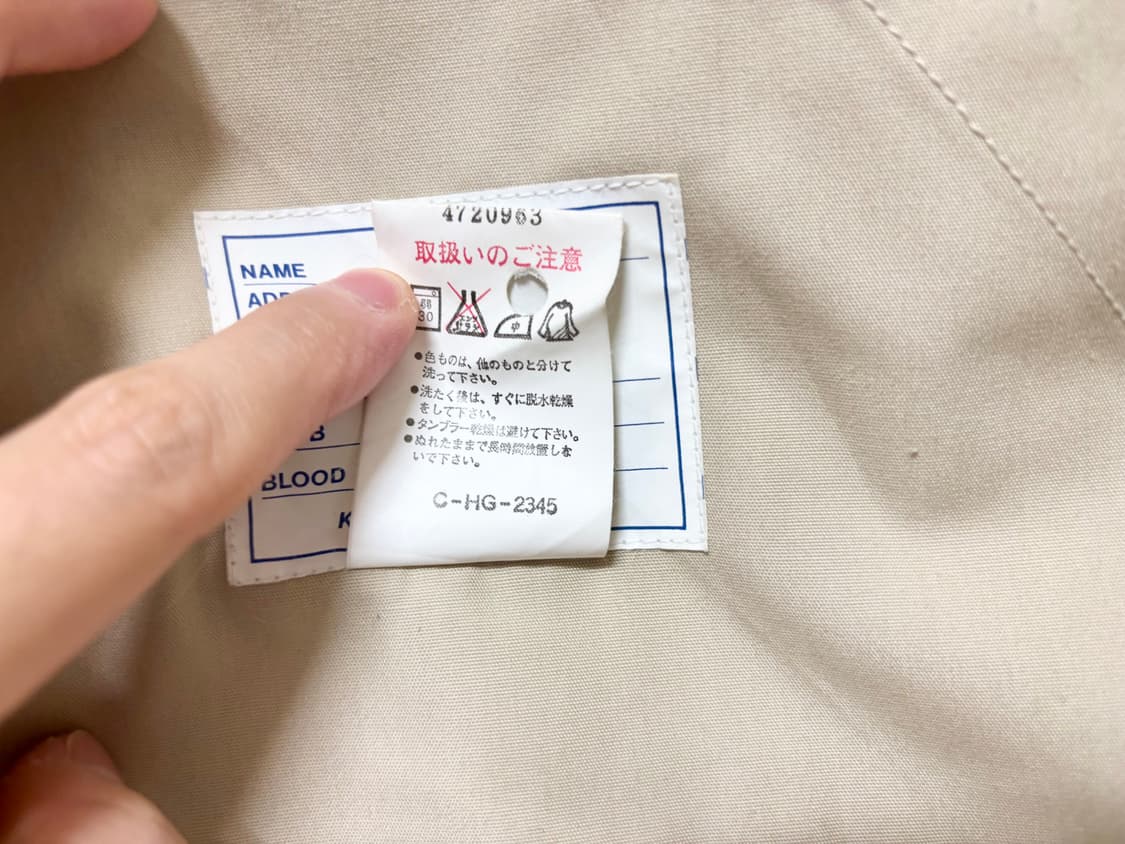 4720963
取扱いのご注意
30
中
●色ものは、他のものと分けて
洗って下さい。
●洗たく後は、すぐに脱水乾燥
をして下さい。
●タンブラー乾燥は避けて下さい。
●ぬれたままで長時間放置しな
いで下さい。
C-HG-2345
NAME
B
BLOOD
K